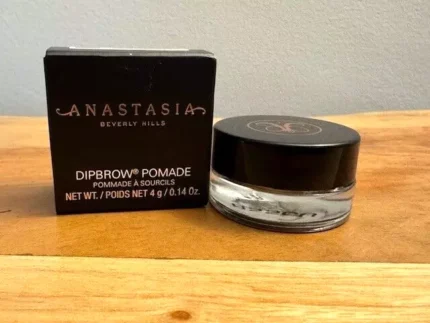 ANASTASIA
BEVERLY HILLS
DIPBROW® POMADE
POMMADE À SOURCILS
NET WT. / POIDS NET 4 g / 0.14 Oz.